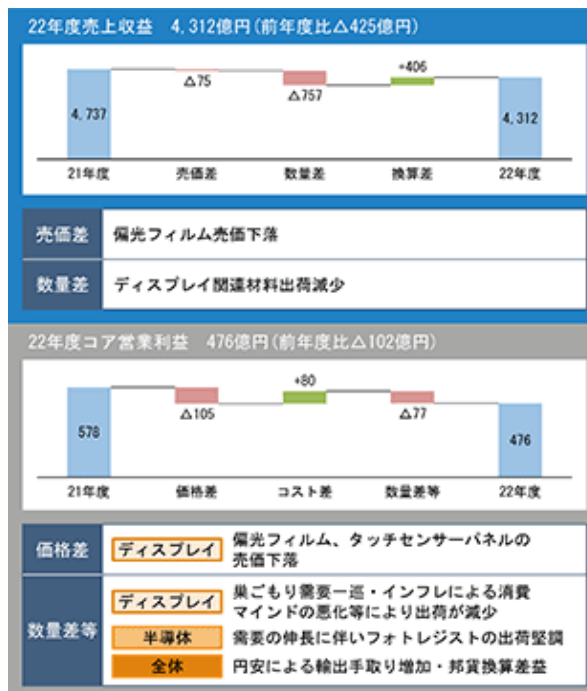 22年度売上収益 4,312億円(前年度比△425億円)
+406
△75
△757
4,737
4,312
21年度 売価差 数量差 換算差 22年度
売価差 偏光フィルム売価下落
数量差 ディスプレイ関連材料出荷減少
22年度コア営業利益 476億円(前年度比△102億円)
+80
△105
△77
578
476
21年度 価格差 コスト差 数量差等 22年度
価格差
ディスプレイ
偏光フィルム、タッチセンサーパネルの
売価下落
数量差等
ディスプレイ
巣ごもり需要一巡・インフレによる消費
マインドの悪化等により出荷が減少
半導体 需要の伸長に伴いフォトレジストの出荷堅調
全体 円安による輸出手取り増加・邦貨換算差益